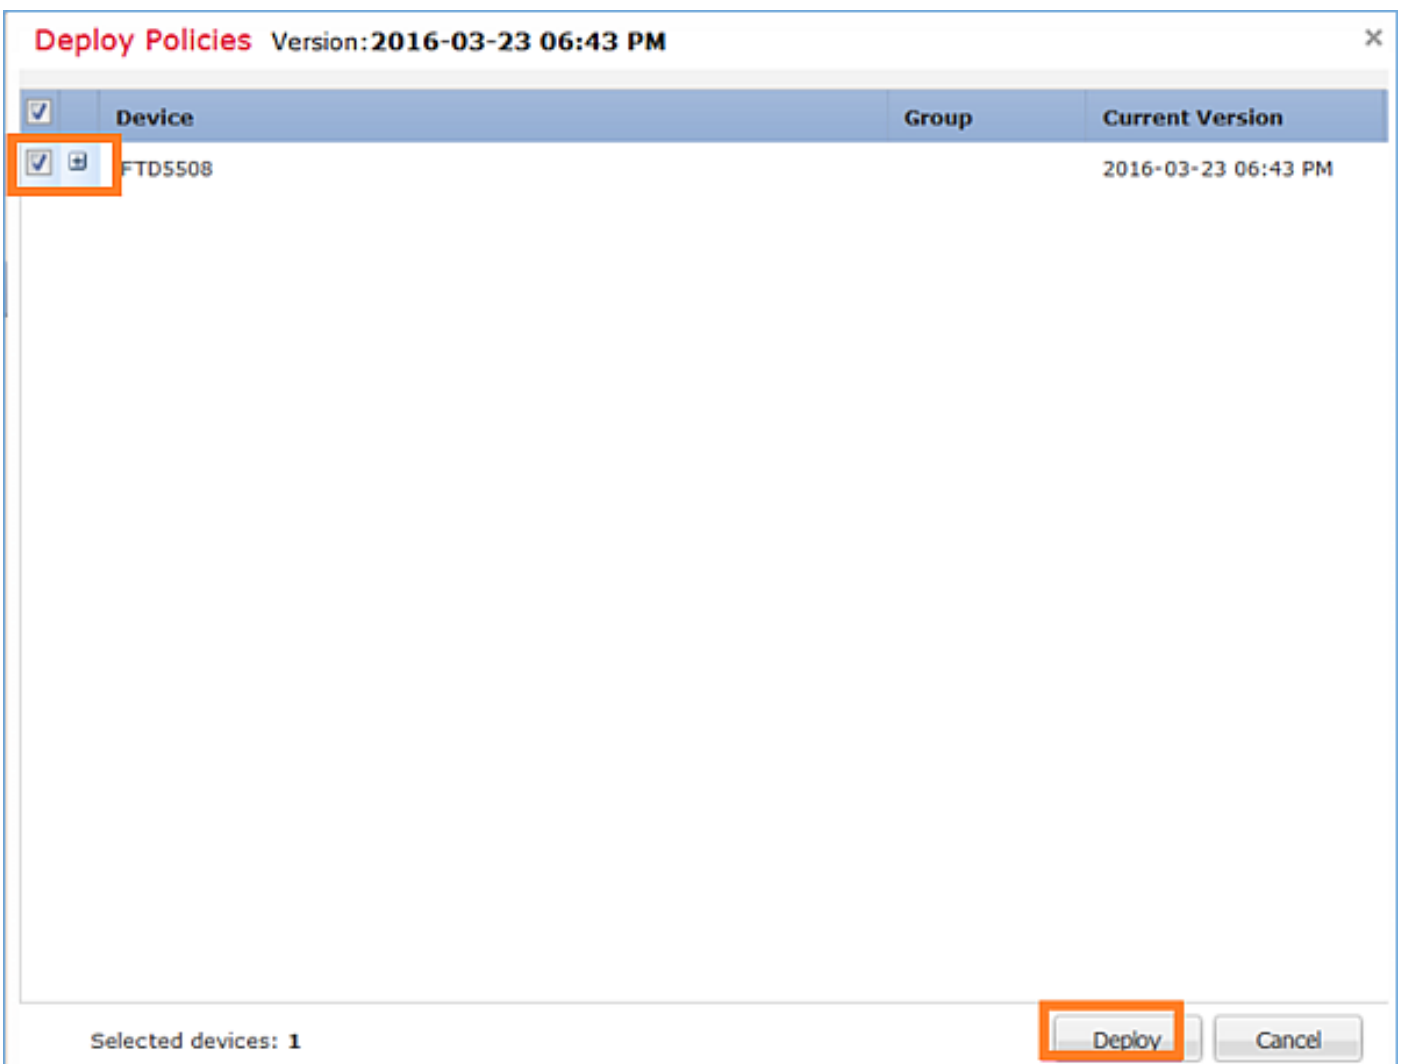 Deploy Policies Version:2016-03-23 06:43 PM
Device Group Current Version
FTD5508 2016-03-23 06:43 PM
Selected devices: 1
Deploy Cancel